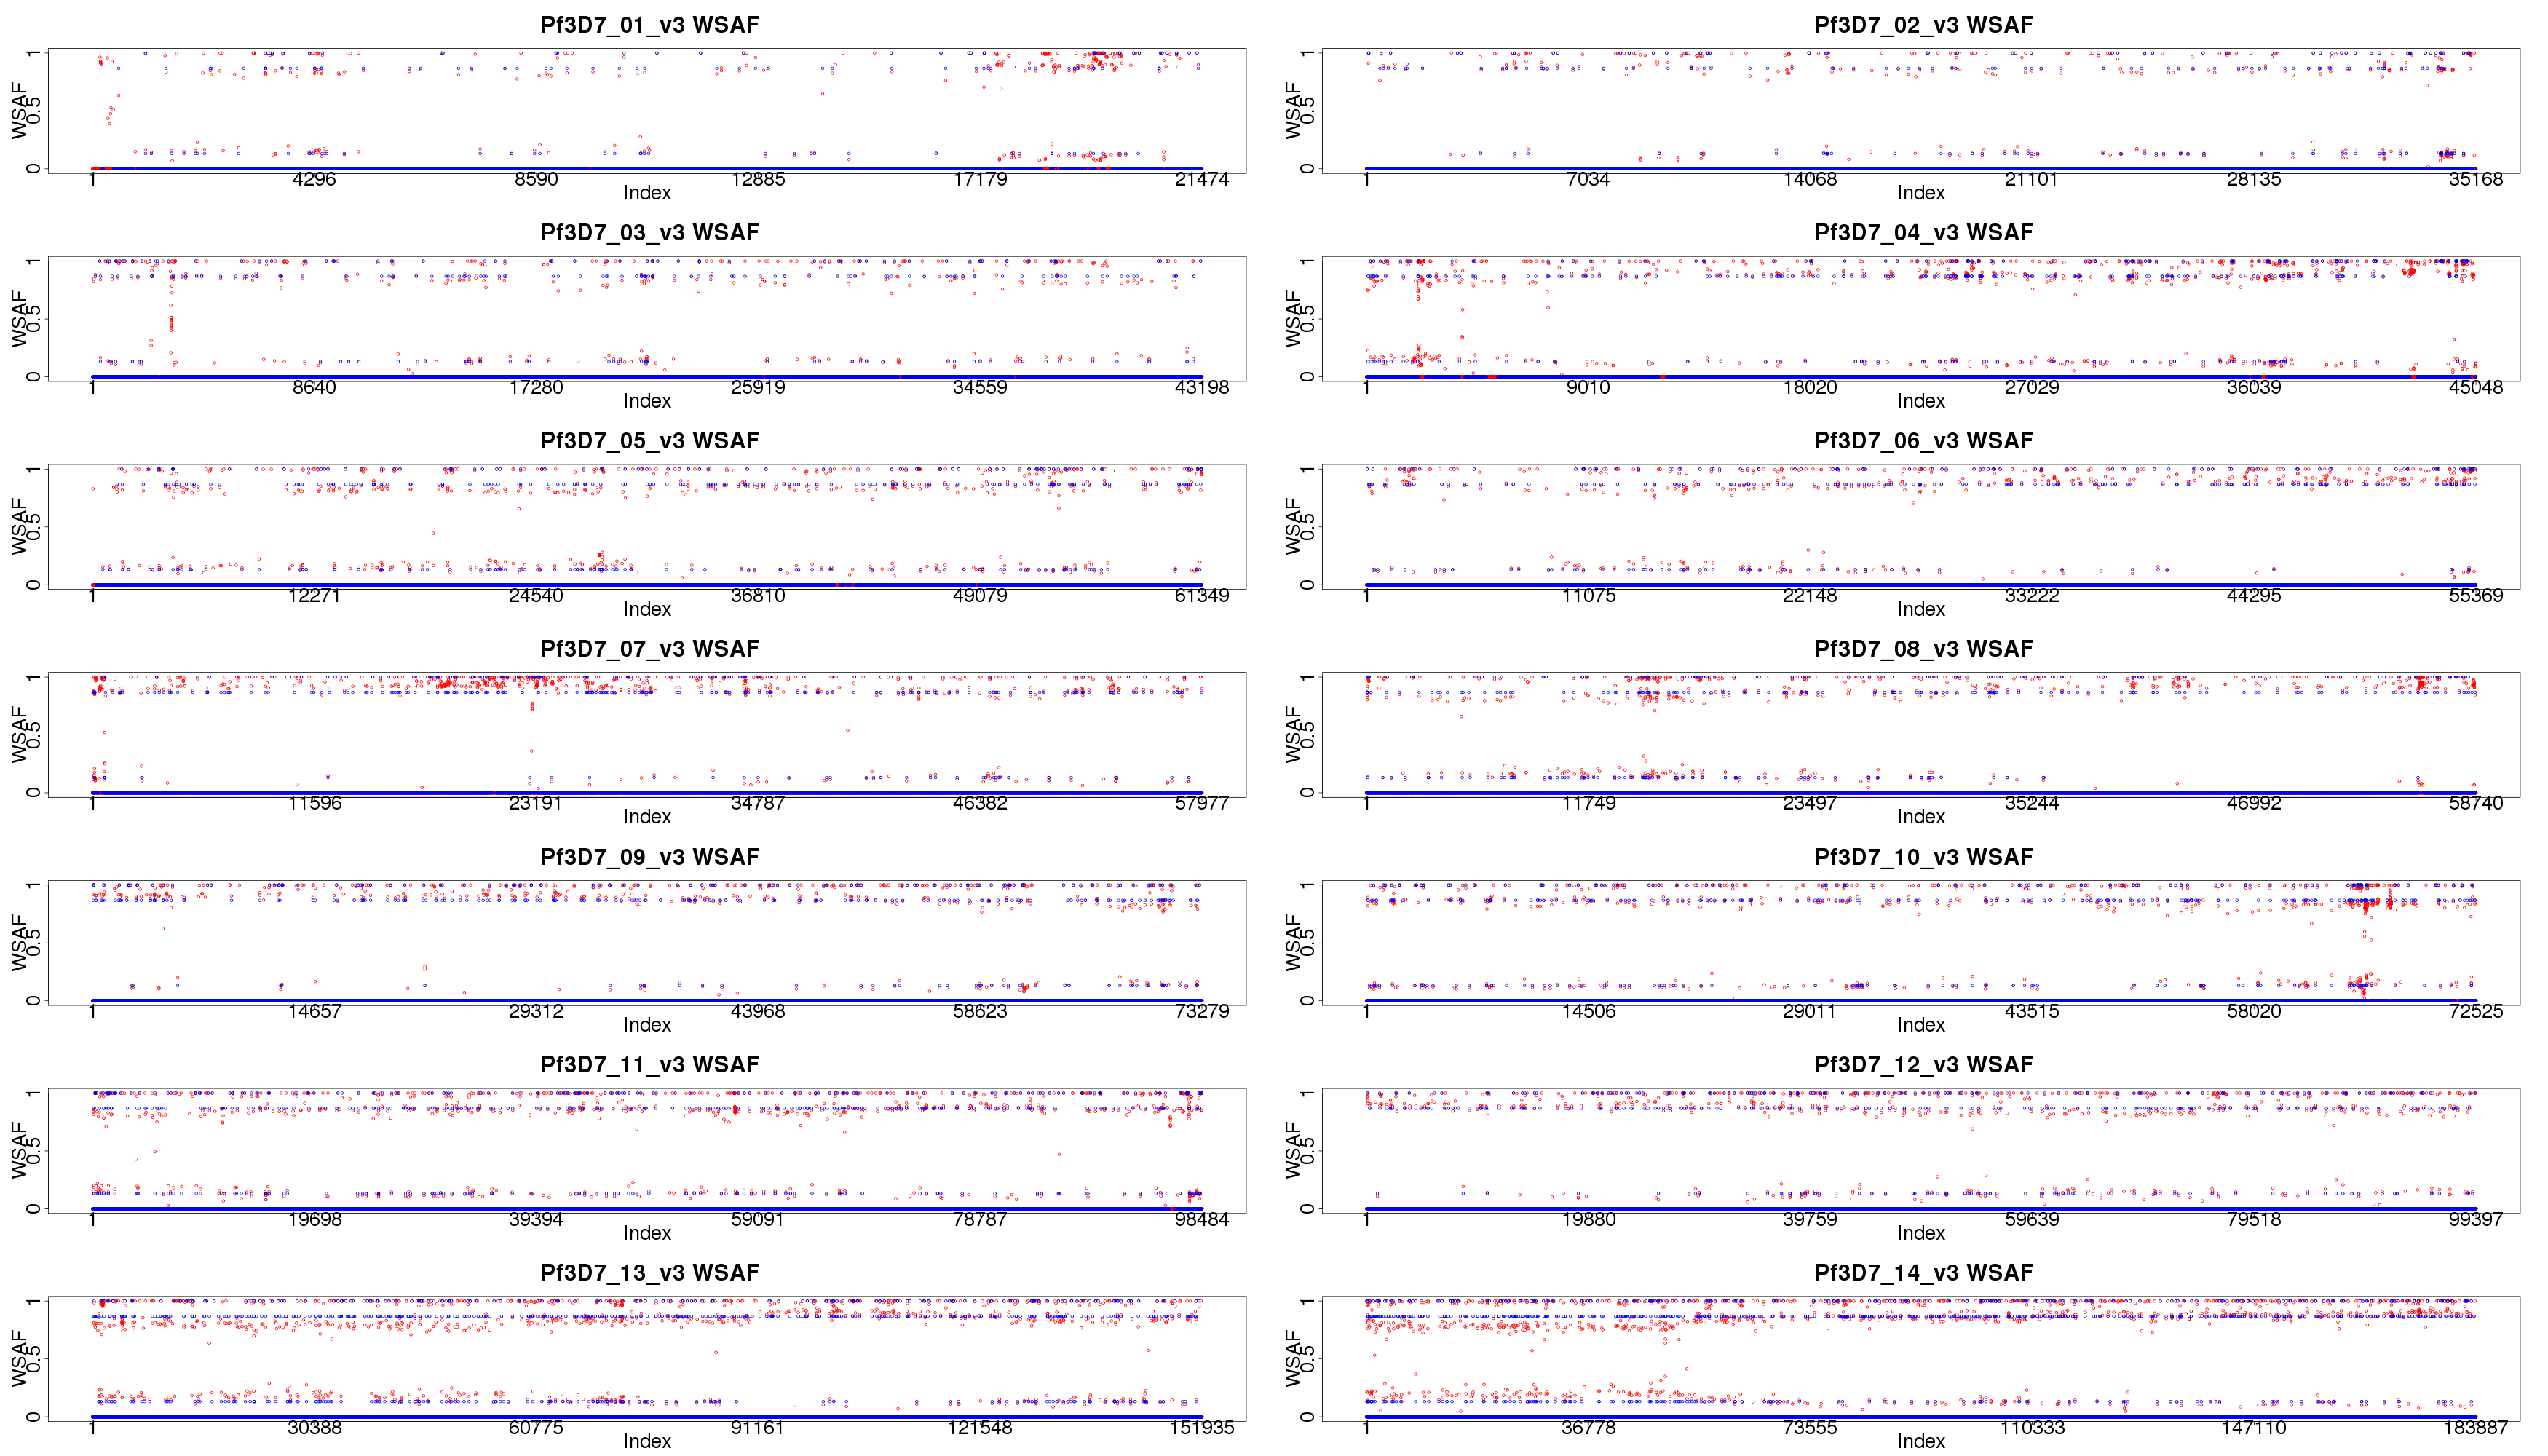 Pf3D7_01_v3 WSAF
WSAF
1
0.5
0
1 4296 8590 12885 17179 21474
Index
Pf3D7_02_v3 WSAF
WSAF
1
0.5
0
1 7034 14068 21101 28135 35168
Index
Pf3D7_03_v3 WSAF
WSAF
1
0.5
0
1 8640 17280 25919 34559 43198
Index
Pf3D7_04_v3 WSAF
WSAF
1
0.5
0
1 9010 18020 27029 36039 45048
Index
Pf3D7_05_v3 WSAF
WSAF
1
0.5
0
1 12271 24540 36810 49079 61349
Index
Pf3D7_06_v3 WSAF
WSAF
1
0.5
0
1 11075 22148 33222 44295 55369
Index
Pf3D7_07_v3 WSAF
WSAF
1
0.5
0
1 11596 23191 34787 46382 57977
Index
Pf3D7_08_v3 WSAF
WSAF
1
0.5
0
1 11749 23497 35244 46992 58740
Index
Pf3D7_09_v3 WSAF
WSAF
1
0.5
0
1 14657 29312 43968 58623 73279
Index
Pf3D7_10_v3 WSAF
WSAF
1
0.5
0
1 14506 29011 43515 58020 72525
Index
Pf3D7_11_v3 WSAF
WSAF
1
0.5
0
1 19698 39394 59091 78787 98484
Index
Pf3D7_12_v3 WSAF
WSAF
1
0.5
0
1 19880 39759 59639 79518 99397
Index
Pf3D7_13_v3 WSAF
WSAF
1
0.5
0
1 30388 60775 91161 121548 151935
Index
Pf3D7_14_v3 WSAF
WSAF
1
0.5
0
1 36778 73555 110333 147110 183887
Index